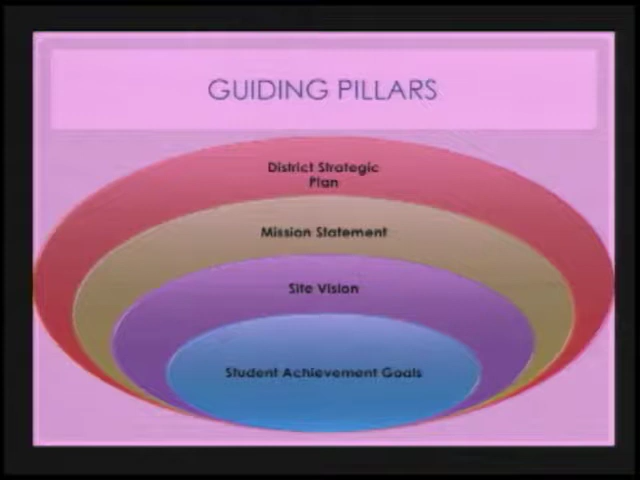 GUIDING PILLARS
District Strategic
Plan
Mission Statement
Site Vision
Student Achievement Goals